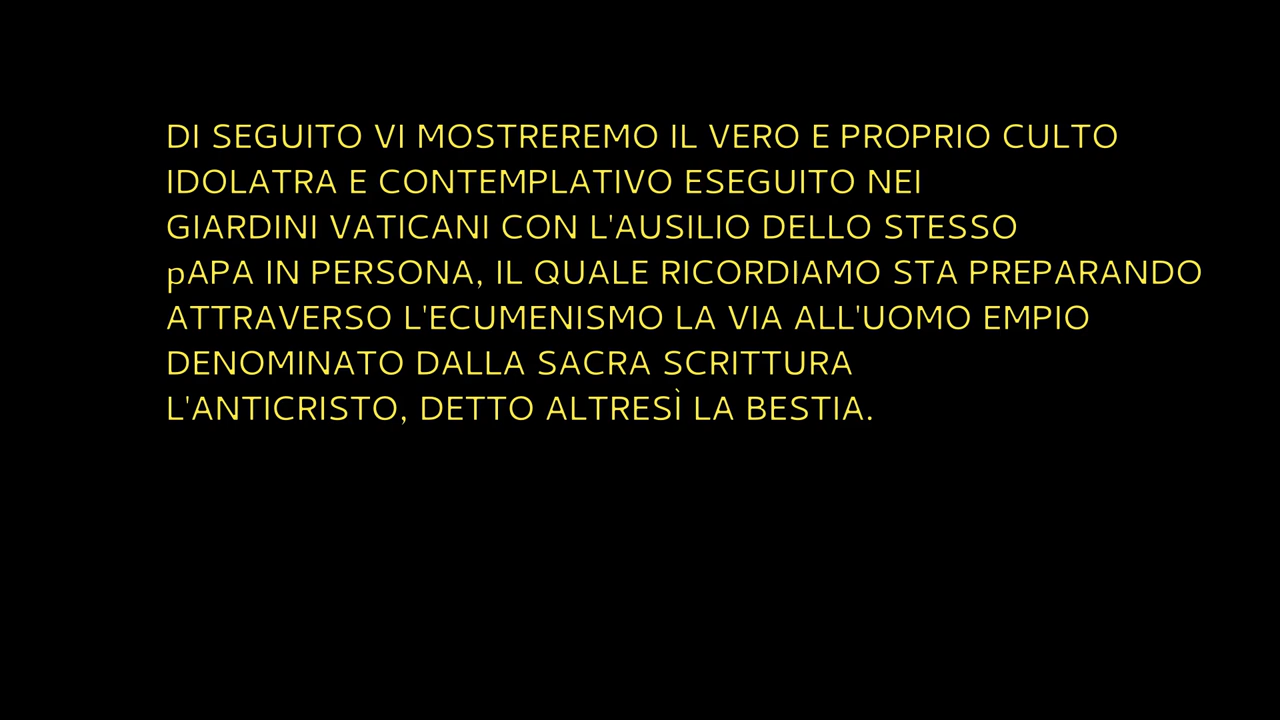 DI SEGUITO VI MOSTREREMO IL VERO E PROPRIO CULTO
IDOLATRA E CONTEMPLATIVO ESEGUITO NEI
GIARDINI VATICANI CON L'AUSILIO DELLO STESSO
pAPA IN PERSONA, IL QUALE RICORDIAMO STA PREPARANDO
ATTRAVERSO L'ECUMENISMO LA VIA ALL'UOMO EMPIO
DENOMINATO DALLA SACRA SCRITTURA
L'ANTICRISTO, DETTO ALTRESÌ LA BESTIA.